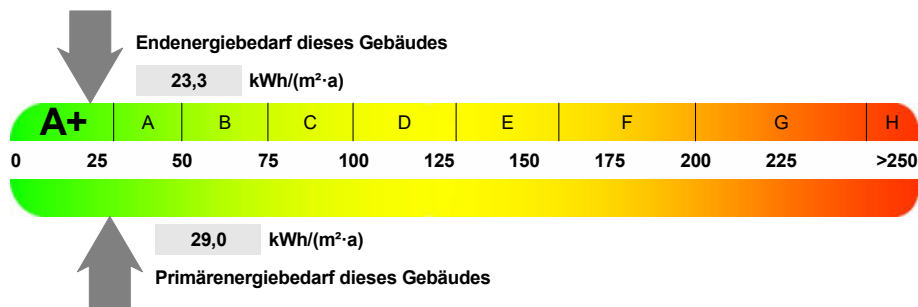 Endenergiebedarf dieses Gebäudes
23,3 kWh/(m²·a)
A+ A B C D E F G H
0 25 50 75 100 125 150 175 200 225 >250
29,0 kWh/(m²·a)
Primärenergiebedarf dieses Gebäudes